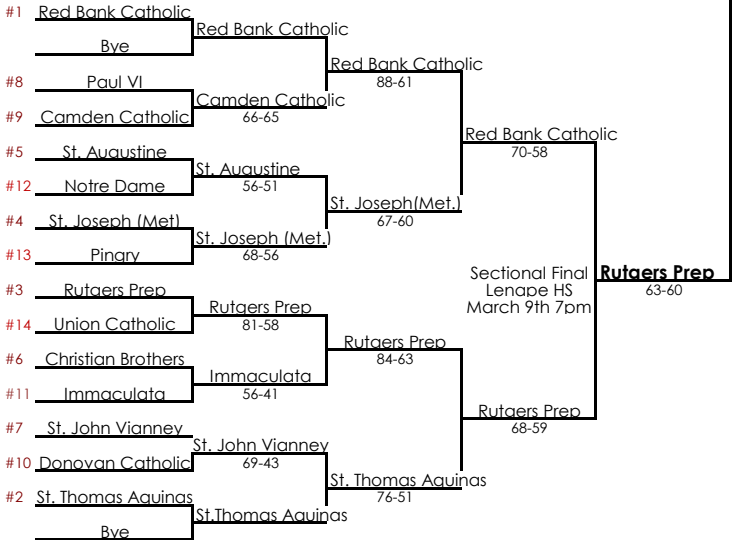 #1 Red Bank Catholic
Red Bank Catholic
Bye
Red Bank Catholic
88-61
#8 Paul VI
Camden Catholic
66-65
#9 Camden Catholic
Red Bank Catholic
70-58
#5 St. Augustine
St. Augustine
56-51
#12 Notre Dame
St. Joseph(Met.)
67-60
#4 St. Joseph (Met)
St. Joseph (Met.)
68-56
#13 Pingry
Sectional Final
Lenape HS
March 9th 7pm
Rutgers Prep
63-60
#3 Rutgers Prep
Rutgers Prep
81-58
#14 Union Catholic
Rutgers Prep
84-63
#6 Christian Brothers
Immaculata
56-41
#11 Immaculata
Rutgers Prep
68-59
#7 St. John Vianney
St. John Vianney
69-43
#10 Donovan Catholic
St. Thomas Aquinas
76-51
#2 St. Thomas Aquinas
St.Thomas Aquinas
Bye